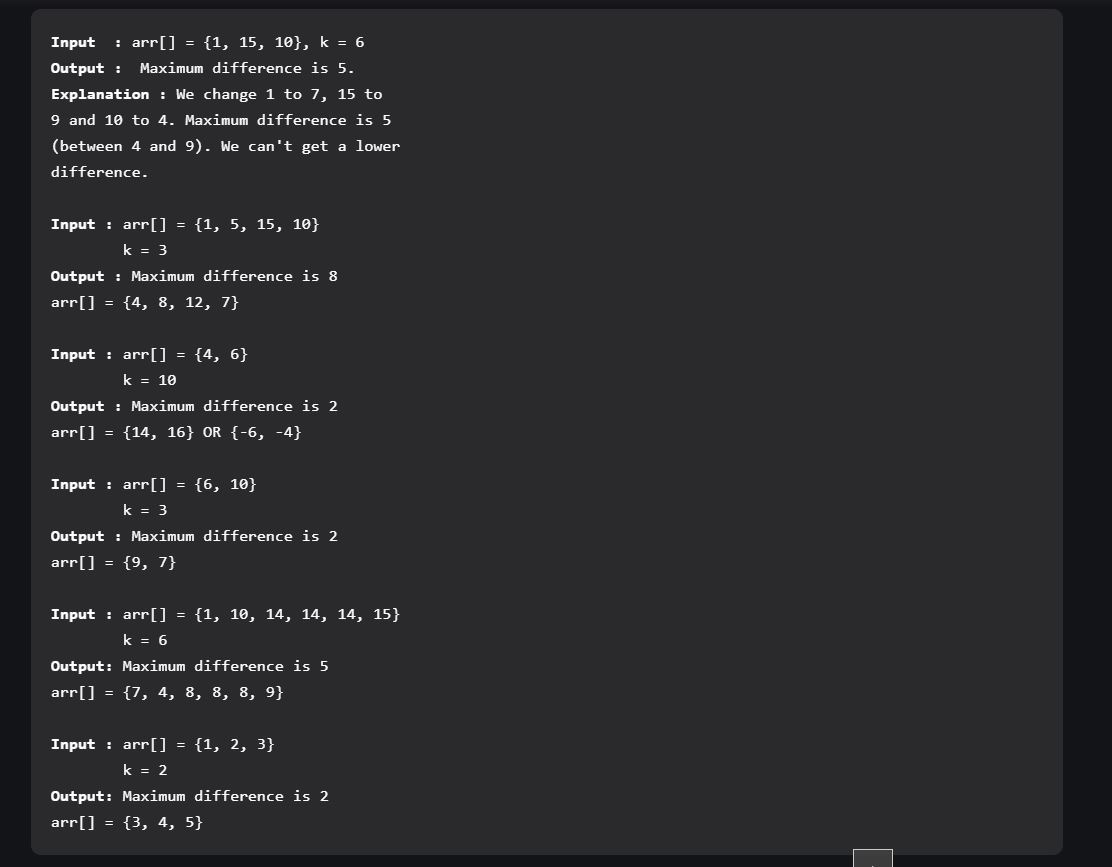 Input  : arr[] = {1, 15, 10}, k = 6
Output :  Maximum difference is 5.
Explanation : We change 1 to 7, 15 to
9 and 10 to 4. Maximum difference is 5
(between 4 and 9). We can't get a lower
difference.
Input : arr[] = {1, 5, 15, 10}
k = 3
Output : Maximum difference is 8
arr[] = {4, 8, 12, 7}
Input : arr[] = {4, 6}
k = 10
Output : Maximum difference is 2
arr[] = {14, 16} OR {-6, -4}
Input : arr[] = {6, 10}
k = 3
Output : Maximum difference is 2
arr[] = {9, 7}
Input : arr[] = {1, 10, 14, 14, 14, 15}
k = 6
Output: Maximum difference is 5
arr[] = {7, 4, 8, 8, 8, 9}
Input : arr[] = {1, 2, 3}
k = 2
Output: Maximum difference is 2
arr[] = {3, 4, 5}